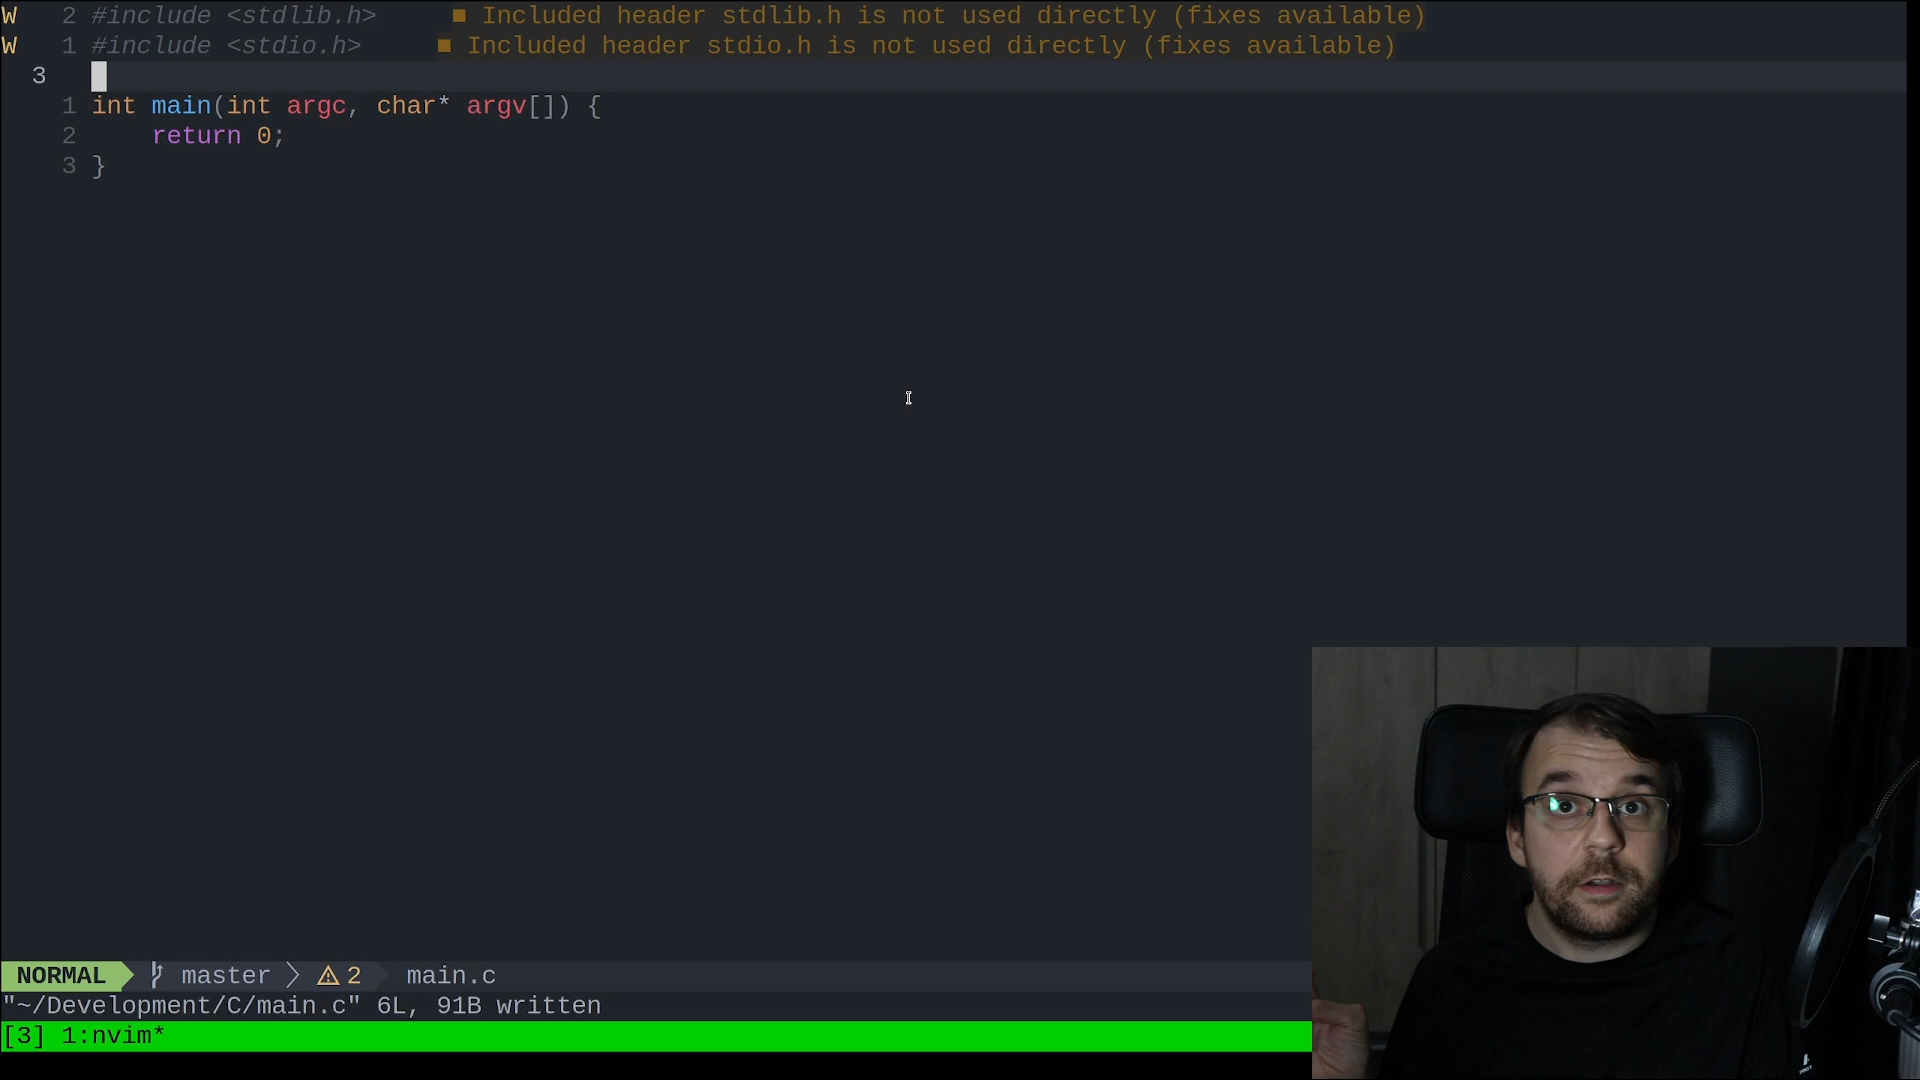 W 2 #include <stdlib.h> ■ Included header stdlib.h is not used directly (fixes available)
W 1 #include <stdio.h> ■ Included header stdio.h is not used directly (fixes available)
3
1 int main(int argc, char* argv[]) {
2 return 0;
3 }
NORMAL master ⚠ 2 main.c
"~/Development/C/main.c" 6L, 91B written
[3] 1:nvim*